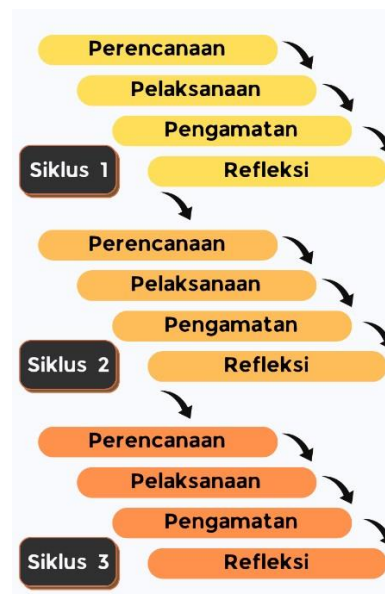 Perencanaan
Pelaksanaan
Pengamatan
Siklus 1
Refleksi
Perencanaan
Pelaksanaan
Pengamatan
Siklus 2
Refleksi
Perencanaan
Pelaksanaan
Pengamatan
Siklus 3
Refleksi